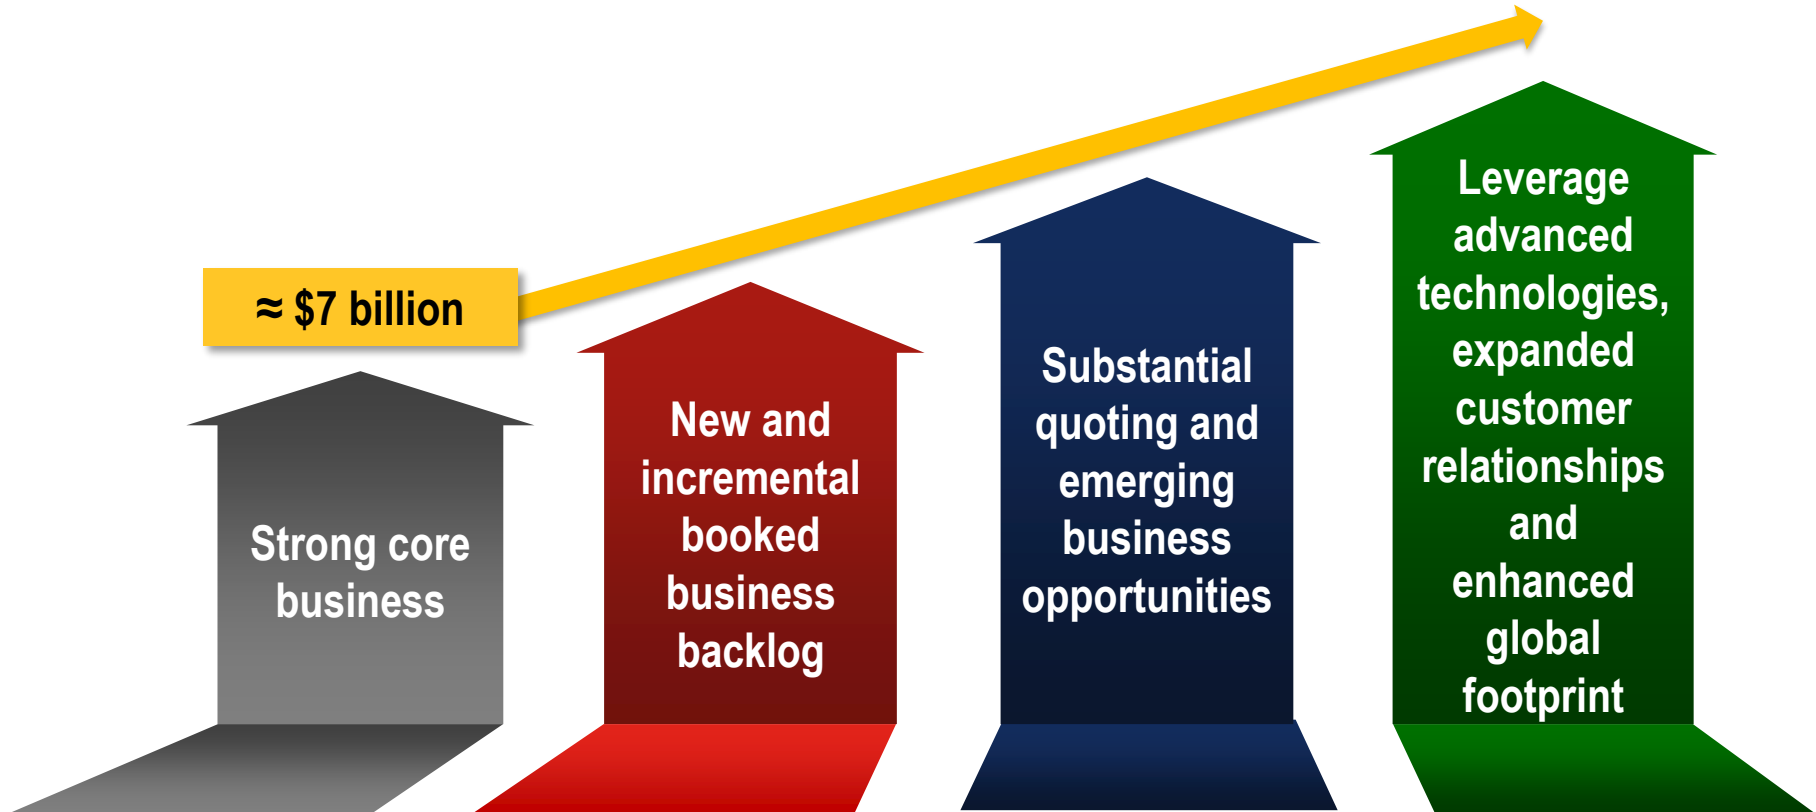 ≈ $7 billion
Strong core
business
New and
incremental
booked
business
backlog
Substantial
quoting and
emerging
business
opportunities
Leverage
advanced
technologies,
expanded
customer
relationships
and
enhanced
global
footprint